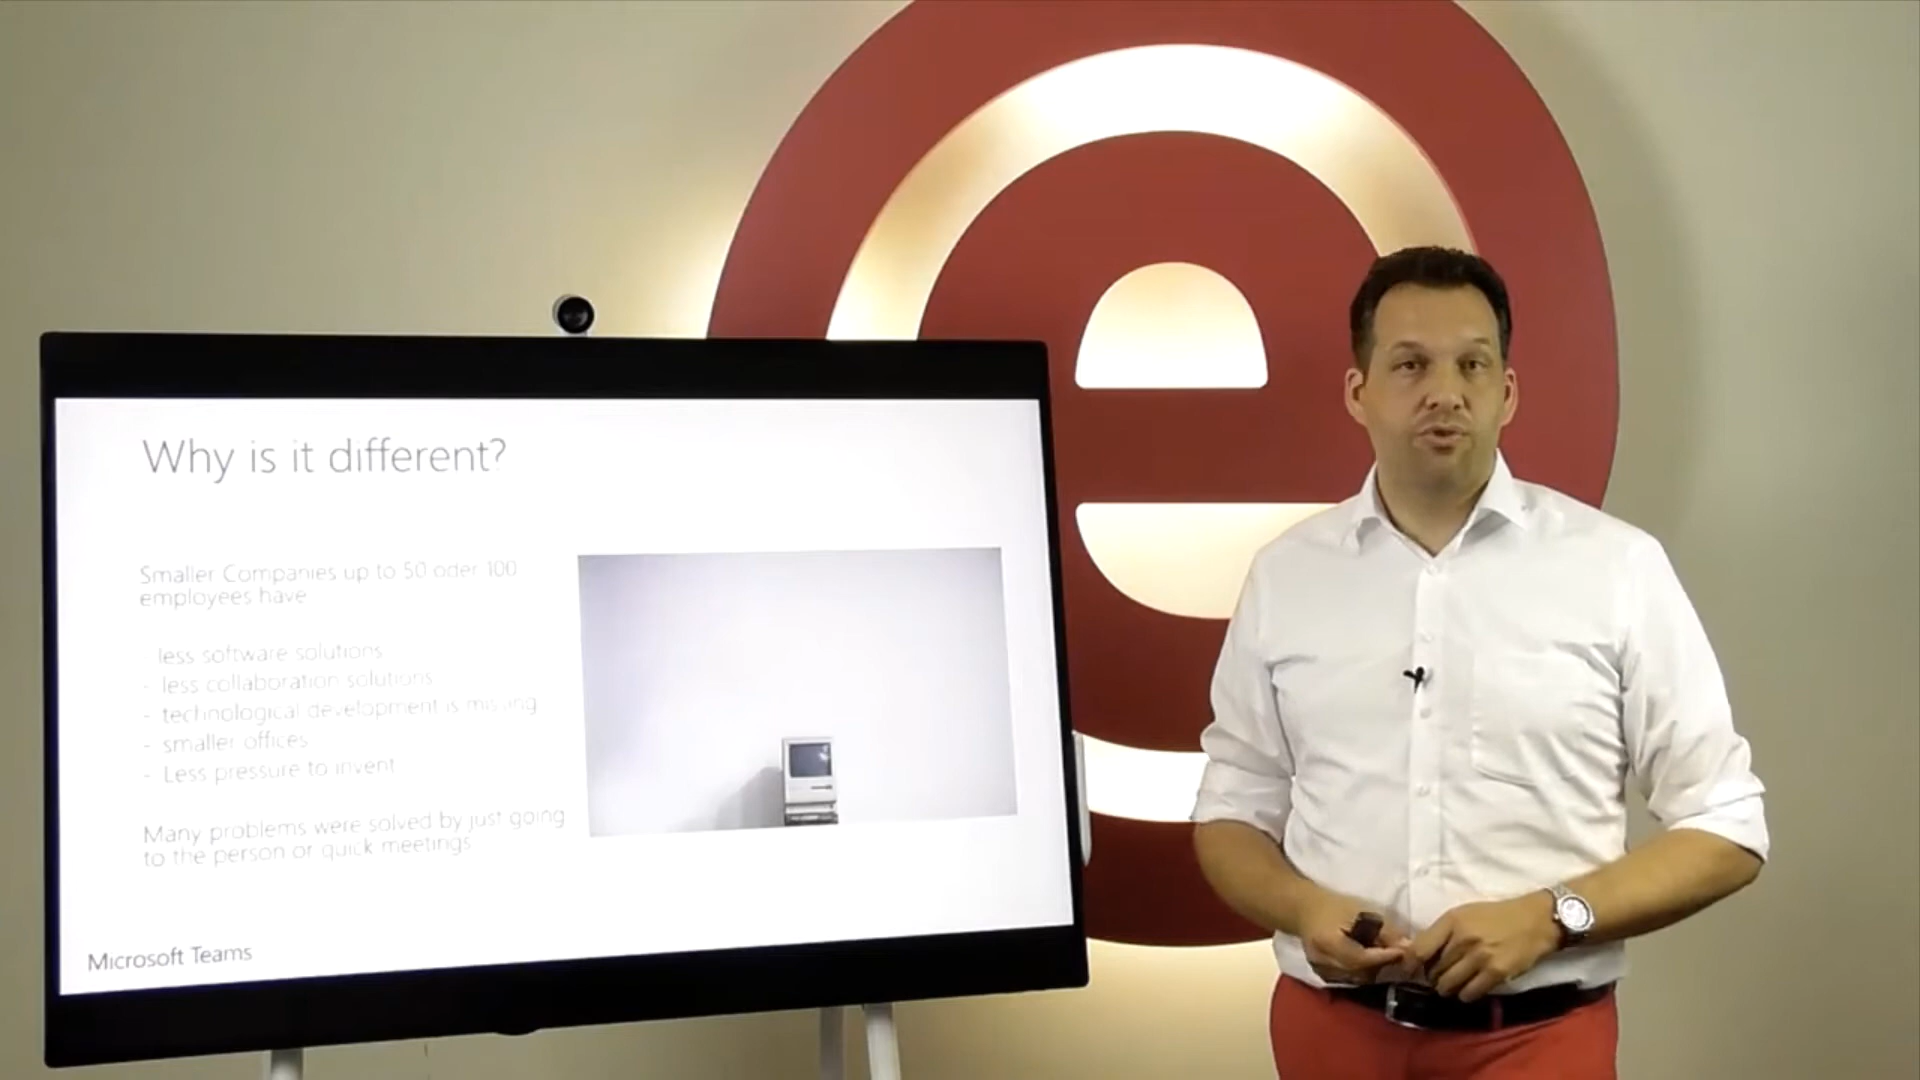 Why is it different?
Smaller Companies up to 50 oder 100
employees have
less software solutions
- less collaboration solutions
- technological development is missing
- smaller offices
- Less pressure to invent
Many problems were solved by just going
to the person or quick meetings
Microsoft Teams
e